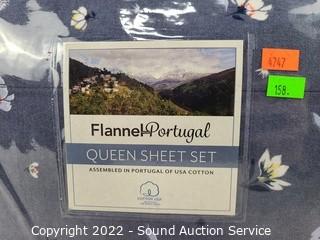 4747
158.
Flannel from Portugal
QUEEN SHEET SET
ASSEMBLED IN PORTUGAL OF USA COTTON
COTTON USA
Copyright 2022 - Sound Auction Service